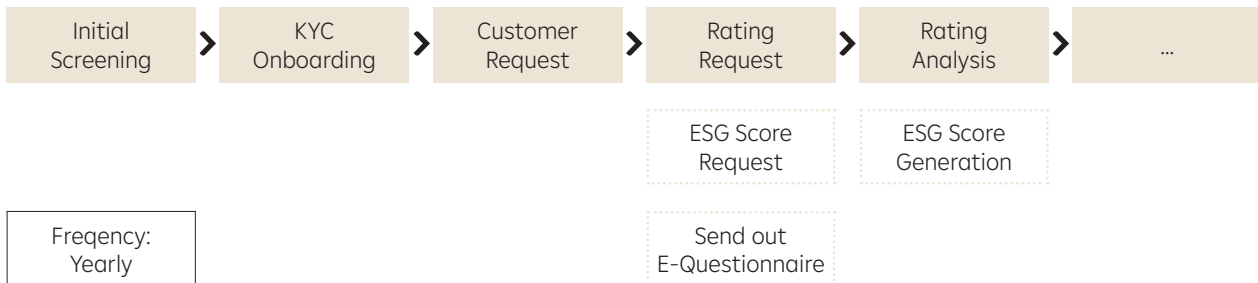 Initial
Screening
KYC
Onboarding
Customer
Request
Rating
Request
Rating
Analysis
...
ESG Score
Request
ESG Score
Generation
Freqency:
Yearly
Send out
E-Questionnaire